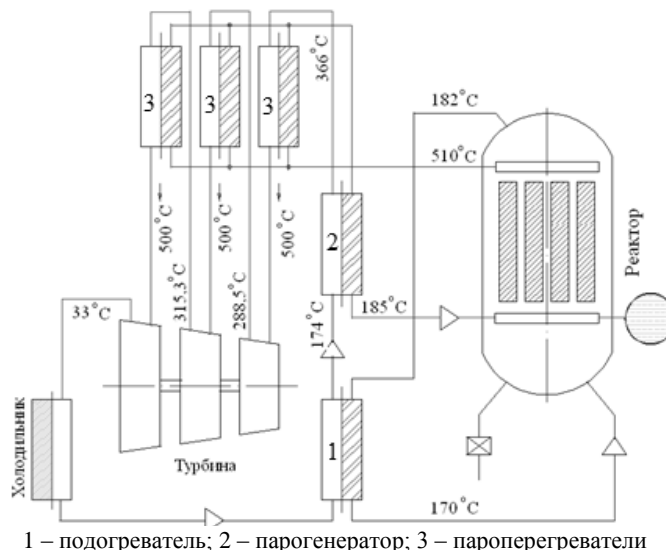 3
3
3
366°C
182°C
510°C
500°C
500°C
500°C
315.3°C
288.5°C
2
Реактор
33°C
174°C
185°C
Холодильник
Турбина
1
170°C
1 – подогреватель; 2 – парогенератор; 3 – пароперегреватели